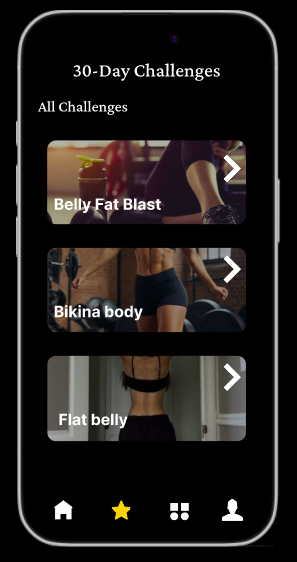 30-Day Challenges
All Challenges
Belly Fat Blast
Bikina body
Flat belly